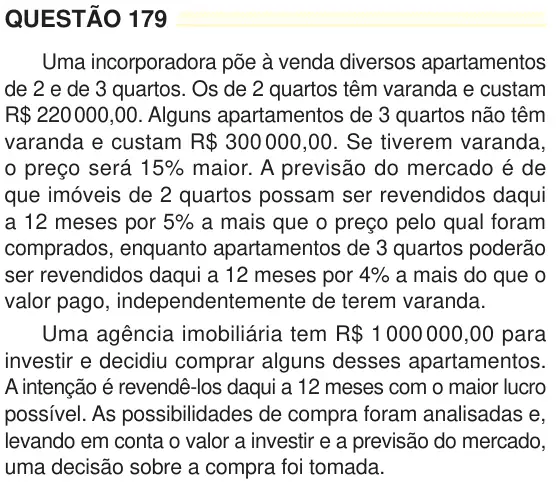 QUESTÃO 179
Uma incorporadora põe à venda diversos apartamentos
de 2 e de 3 quartos. Os de 2 quartos têm varanda e custam
R$ 220 000,00. Alguns apartamentos de 3 quartos não têm
varanda e custam R$ 300 000,00. Se tiverem varanda,
o preço será 15% maior. A previsão do mercado é de
que imóveis de 2 quartos possam ser revendidos daqui
a 12 meses por 5% a mais que o preço pelo qual foram
comprados, enquanto apartamentos de 3 quartos poderão
ser revendidos daqui a 12 meses por 4% a mais do que o
valor pago, independentemente de terem varanda.
Uma agência imobiliária tem R$ 1 000 000,00 para
investir e decidiu comprar alguns desses apartamentos.
A intenção é revendê-los daqui a 12 meses com o maior lucro
possível. As possibilidades de compra foram analisadas e,
levando em conta o valor a investir e a previsão do mercado,
uma decisão sobre a compra foi tomada.